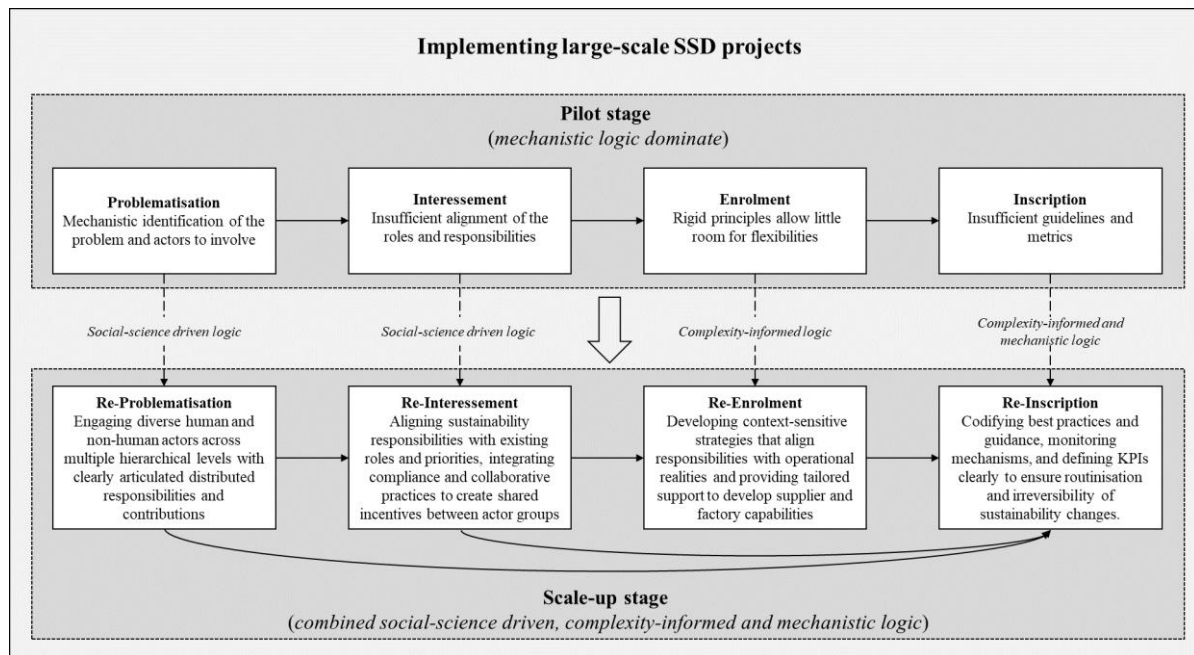 Implementing large-scale SSD projects
Pilot stage
(mechanistic logic dominate)
Problematisation
Mechanistic identification of the
problem and actors to involve
Interessement
Insufficient alignment of the
roles and responsibilities
Enrolment
Rigid principles allow little
room for flexibilities
Inscription
Insufficient guidelines and
metrics
Social-science driven logic
Social-science driven logic
Complexity-informed logic
Complexity-informed and
mechanistic logic
Re-Problematisation
Engaging diverse human and
non-human actors across
multiple hierarchical levels with
clearly articulated distributed
responsibilities and
contributions
Re-Interessement
Aligning sustainability
responsibilities with existing
roles and priorities, integrating
compliance and collaborative
practices to create shared
incentives between actor groups
Re-Enrolment
Developing context-sensitive
strategies that align
responsibilities with operational
realities and providing tailored
support to develop supplier and
factory capabilities
Re-Inscription
Codifying best practices and
guidance, monitoring
mechanisms, and defining KPIs
clearly to ensure routinisation
and irreversibility of
sustainability changes.
Scale-up stage
(combined social-science driven, complexity-informed and mechanistic logic)